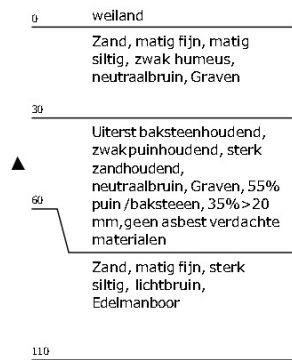 0 weiland
Zand, matig fijn, matig
siltig, zwak humeus,
neutraalbruin, Graven
30
Uiterst baksteenhoudend,
zwakpuinhoudend, sterk
zandhoudend,
neutraalbruin, Graven, 55%
60 puin /baksteeen, 35%>20
mm,geen asbest verdachte
materialen
Zand, matig fijn, sterk
siltig, lichtbruin,
Edelmanboor
110